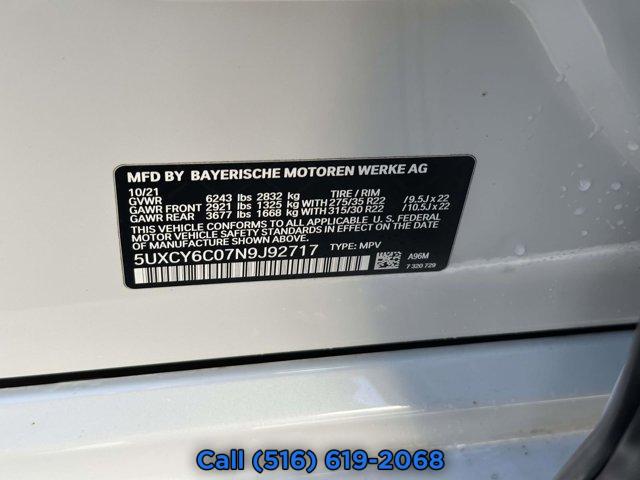 MFD BY BAYERISCHE MOTOREN WERKE AG
10/21 TIRE / RIM
GVWR 6243 lbs 2832 kg
GAWR FRONT 2921 lbs 1325 kg WITH 275/35 R22 / 9.5J x 22
GAWR REAR 3677 lbs 1668 kg WITH 315/30 R22 / 10.5J x 22
THIS VEHICLE CONFORMS TO ALL APPLICABLE U.S. FEDERAL
MOTOR VEHICLE SAFETY STANDARDS IN EFFECT ON THE
DATE OF MANUFACTURE SHOWN ABOVE.
5UXCY6C07N9J92717 TYPE: MPV A96M
7 320 729
Call (516) 619-2068